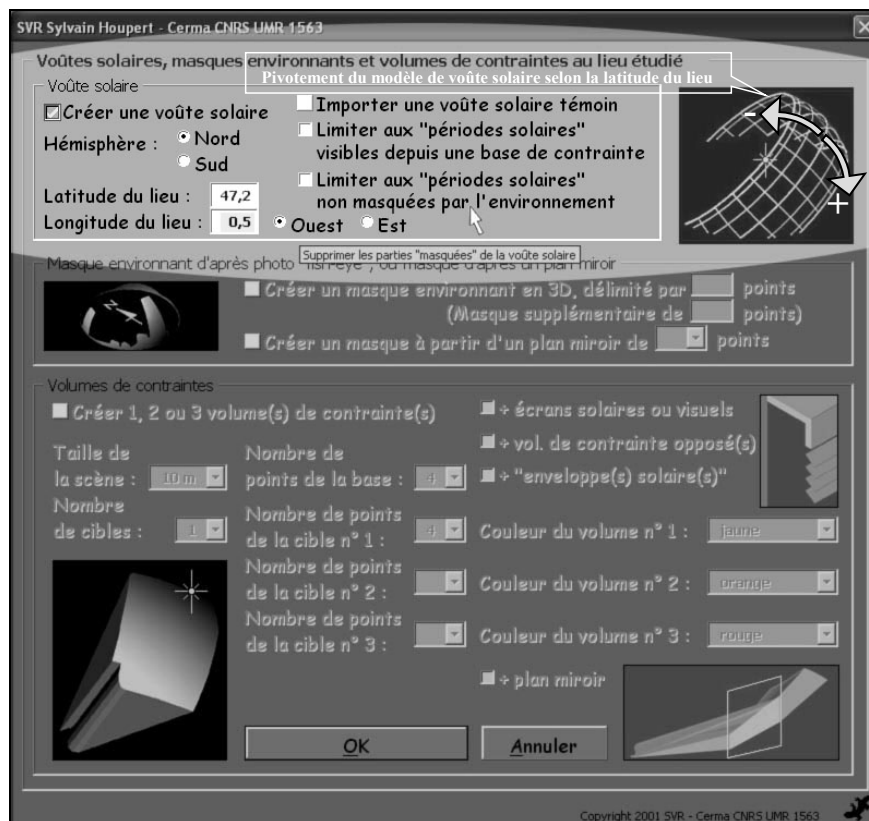 SVR Sylvain Houpert - Cerma CNRS UMR 1563
Voûtes solaires, masques environnants et volumes de contraintes au lieu étudié
Pivotement du modèle de voûte solaire selon la latitude du lieu
Voûte solaire
Créer une voûte solaire
Importer une voûte solaire témoin
Hémisphère : Nord
Sud
Limiter aux "périodes solaires"
visibles depuis une base de contrainte
Limiter aux "périodes solaires"
non masquées par l'environnement
Latitude du lieu : 47,2
Longitude du lieu : 0,5 Ouest Est
- +
Supprimer les parties "masquées" de la voûte solaire
Masque environnant d'après photo "fish-eye", ou masque d'après un plan miroir
Créer un masque environnant en 3D, délimité par points
(Masque supplémentaire de points)
Créer un masque à partir d'un plan miroir de points
N
Volumes de contraintes
Créer 1, 2 ou 3 volume(s) de contrainte(s)
+ écrans solaires ou visuels
+ vol. de contrainte opposé(s)
+ "enveloppe(s) solaire(s)"
Taille de
la scène : 10 m
Nombre de
points de la base : 4
Nombre
de cibles : 1
Nombre de points
de la cible n° 1 : 4
Couleur du volume n° 1 : jaune
Nombre de points
de la cible n° 2 :
Couleur du volume n° 2 : orange
Nombre de points
de la cible n° 3 :
Couleur du volume n° 3 : rouge
+ plan miroir
OK
Annuler
Copyright 2001 SVR - Cerma CNRS UMR 1563